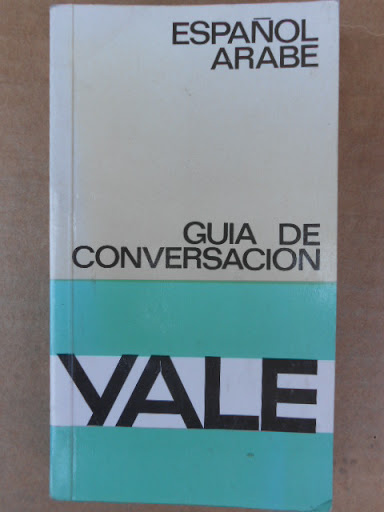 ESPAÑOL
ARABE
GUIA DE
CONVERSACION
YALE